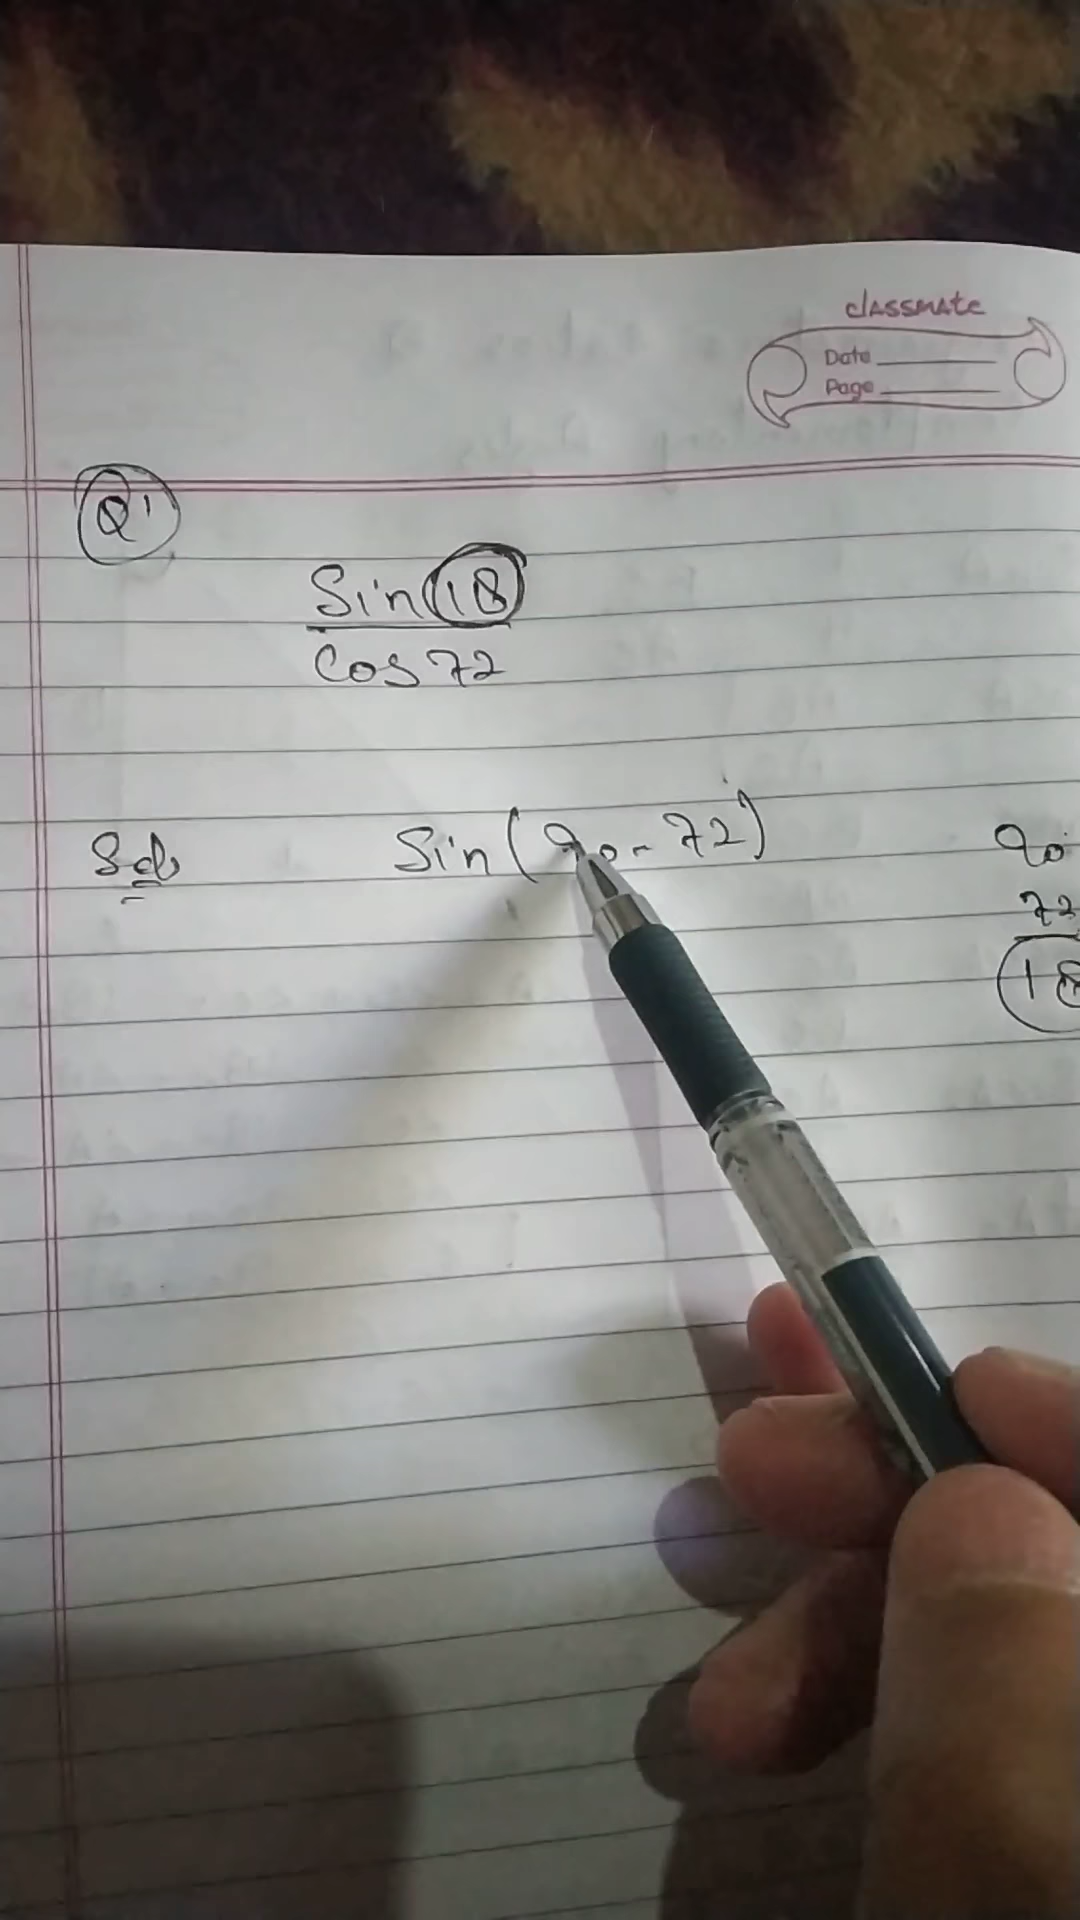 classmate
Date
Page
Q1
Sin 18
Cos 72
Sol
Sin (90-72)
90
72
18